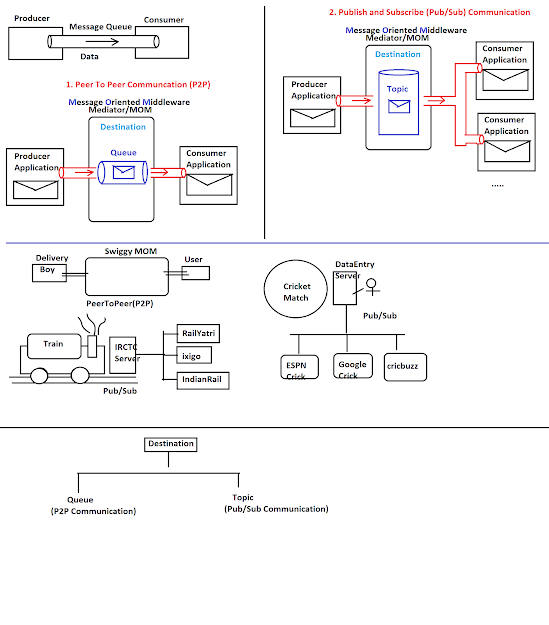 Producer
Message Queue
Consumer
Data
1. Peer To Peer Communcation (P2P)
Message Oriented Middleware
Mediator/MOM
Destination
Queue
Producer
Application
Consumer
Application
2. Publish and Subscribe (Pub/Sub) Communication
Message Oriented Middleware
Mediator/MOM
Destination
Topic
Producer
Application
Consumer
Application
Consumer
Application
.....
Swiggy MOM
Delivery
Boy
User
PeerToPeer(P2P)
Train
IRCTC
Server
RailYatri
ixigo
IndianRail
Pub/Sub
Cricket
Match
DataEntry
Server
Pub/Sub
ESPN
Crick
Google
Crick
cricbuzz
Destination
Queue
(P2P Communication)
Topic
(Pub/Sub Communication)